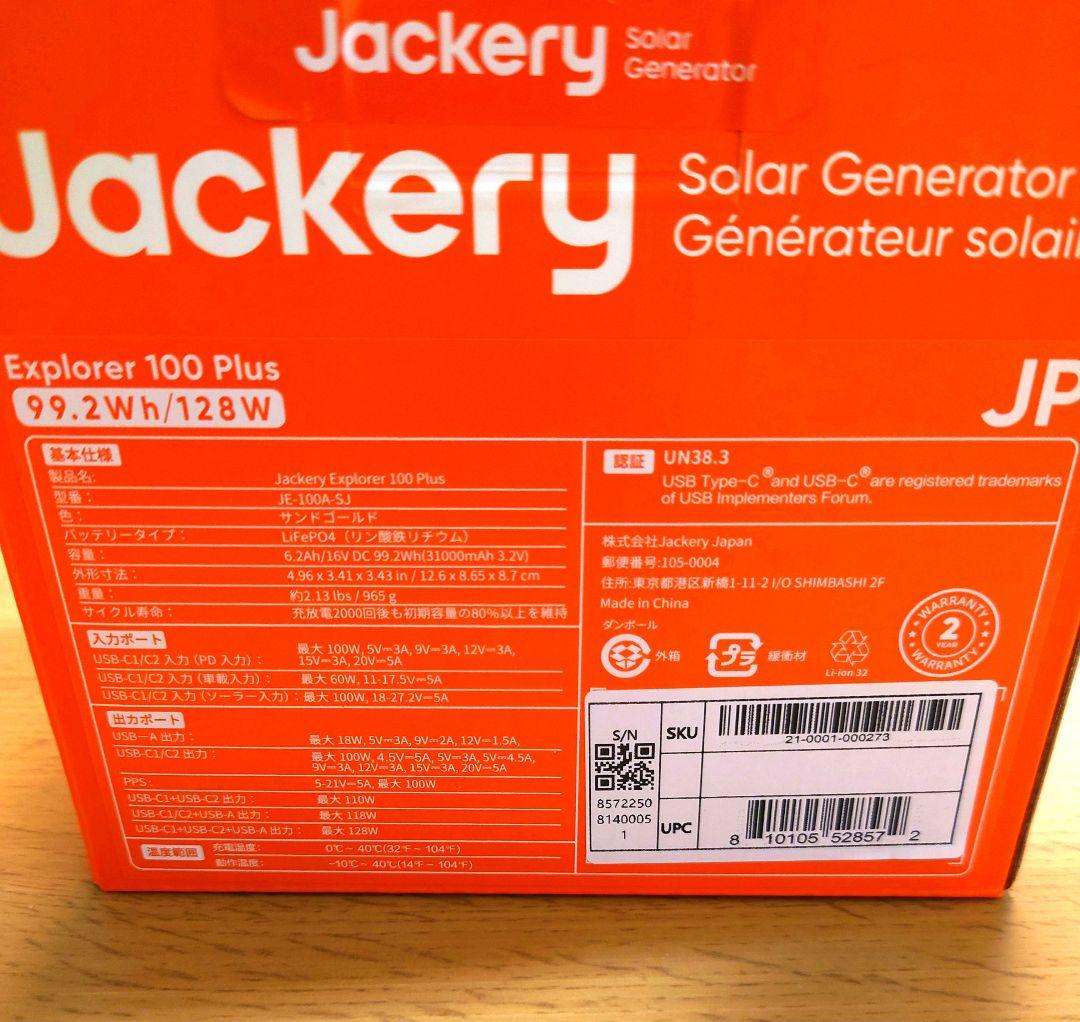 Jackery Solar
Generator
Jackery Solar Generator
Générateur solai
Explorer 100 Plus
99.2Wh/128W
JP
基本仕様
製品名: Jackery Explorer 100 Plus
型番： JE-100A-SJ
色： サンドゴールド
バッテリータイプ： LiFePO4（リン酸鉄リチウム）
容量： 6.2Ah/16V DC 99.2Wh(31000mAh 3.2V)
外形寸法： 4.96 x 3.41 x 3.43 in / 12.6 x 8.65 x 8.7 cm
重量： 約2.13 lbs / 965 g
サイクル寿命： 充放電2000回後も初期容量の80%以上を維持
入力ポート
USB-C1/C2 入力 (PD 入力)： 最大 100W, 5V⎓3A, 9V⎓3A, 12V⎓3A,
15V⎓3A, 20V⎓5A
USB-C1/C2 入力 (車載入力)： 最大 60W, 11-17.5V⎓5A
USB-C1/C2 入力 (ソーラー入力)： 最大 100W, 18-27.2V⎓5A
出力ポート
USB－A 出力： 最大 18W, 5V⎓3A, 9V⎓2A, 12V⎓1.5A,
USB-C1/C2 出力： 最大 100W, 4.5V⎓5A, 5V⎓3A, 5V⎓4.5A,
9V⎓3A, 12V⎓3A, 15V⎓3A, 20V⎓5A
PPS： 5-21V⎓5A, 最大 100W
USB-C1+USB-C2 出力： 最大 110W
USB-C1/C2+USB-A 出力： 最大 118W
USB-C1+USB-C2+USB-A 出力： 最大 128W
温度範囲 充電温度： 0℃ ~ 40℃(32℉ ~ 104℉)
動作温度： -10℃ ~ 40℃(14℉ ~ 104℉)
認証 UN38.3
USB Type-C®and USB-C®are registered trademarks
of USB Implementers Forum.
株式会社Jackery Japan
郵便番号:105-0004
住所:東京都港区新橋1-11-2 I/O SHIMBASHI 2F
Made in China
ダンボール
外箱
プラ 緩衝材
Li-ion 32
WARRANTY
2
YEAR
WARRANTY
S/N
8572250
8140005
1
SKU
21-0001-000273
UPC
8 10105 52857 2